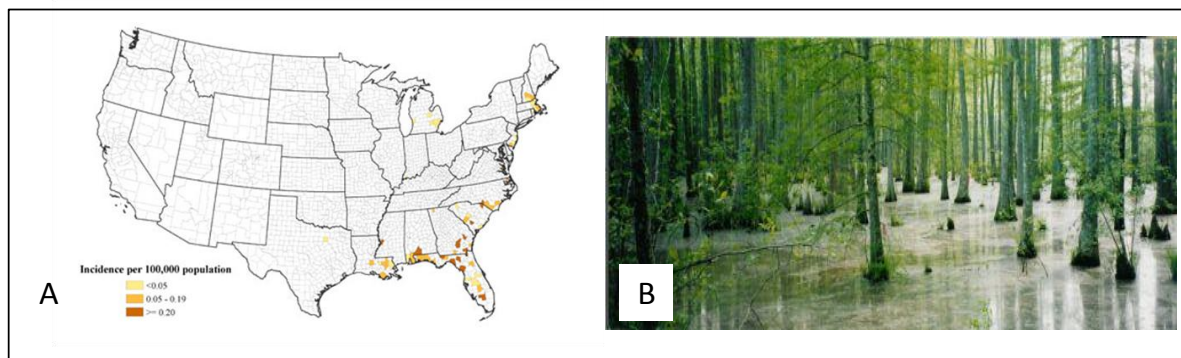 Incidence per 100,000 population
<0.05
0.05 - 0.19
>= 0.20
A
B